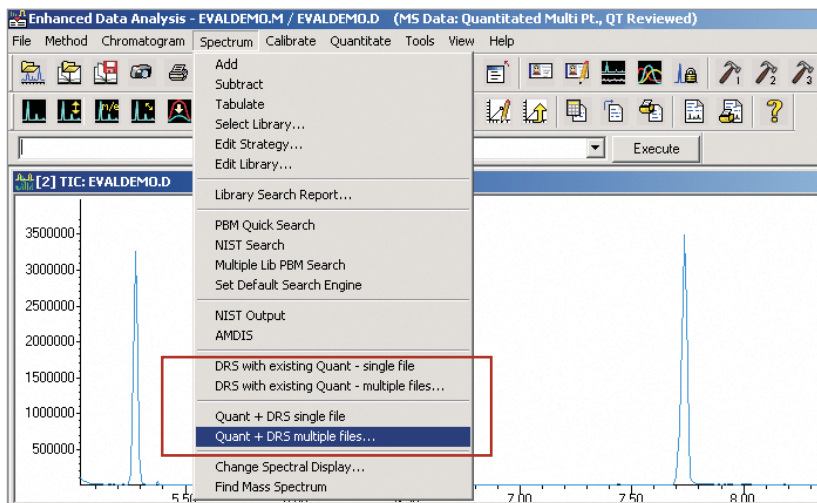 Enhanced Data Analysis - EVALDEMO.M / EVALDEMO.D (MS Data: Quantitated Multi Pt., QT Reviewed)
File Method Chromatogram Spectrum Calibrate Quantitate Tools View Help
Add
Subtract
Tabulate
Select Library...
Edit Strategy...
Edit Library...
Library Search Report...
PBM Quick Search
NIST Search
Multiple Lib PBM Search
Set Default Search Engine
NIST Output
AMDIS
DRS with existing Quant - single file
DRS with existing Quant - multiple files...
Quant + DRS single file
Quant + DRS multiple files...
Change Spectral Display...
Find Mass Spectrum
m/e
1
2
3
?
Execute
[2] TIC: EVALDEMO.D
3500000
3000000
2500000
2000000
1500000
1000000
500000
7.00 7.50 8.00